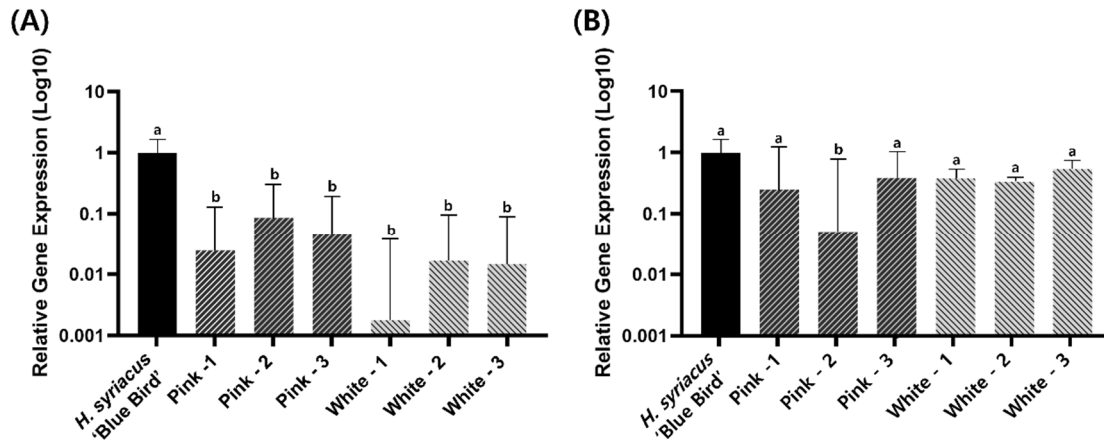 (A)
Relative Gene Expression (Log10)
10
1
0.1
0.01
0.001
a
b
b
b
b
b
b
H. syriacus
'Blue Bird'
Pink -1
Pink - 2
Pink - 3
White - 1
White - 2
White - 3
(B)
Relative Gene Expression (Log10)
10
1
0.1
0.01
0.001
a
a
b
a
a
a
a
H. syriacus
'Blue Bird'
Pink - 1
Pink - 2
Pink - 3
White - 1
White - 2
White - 3